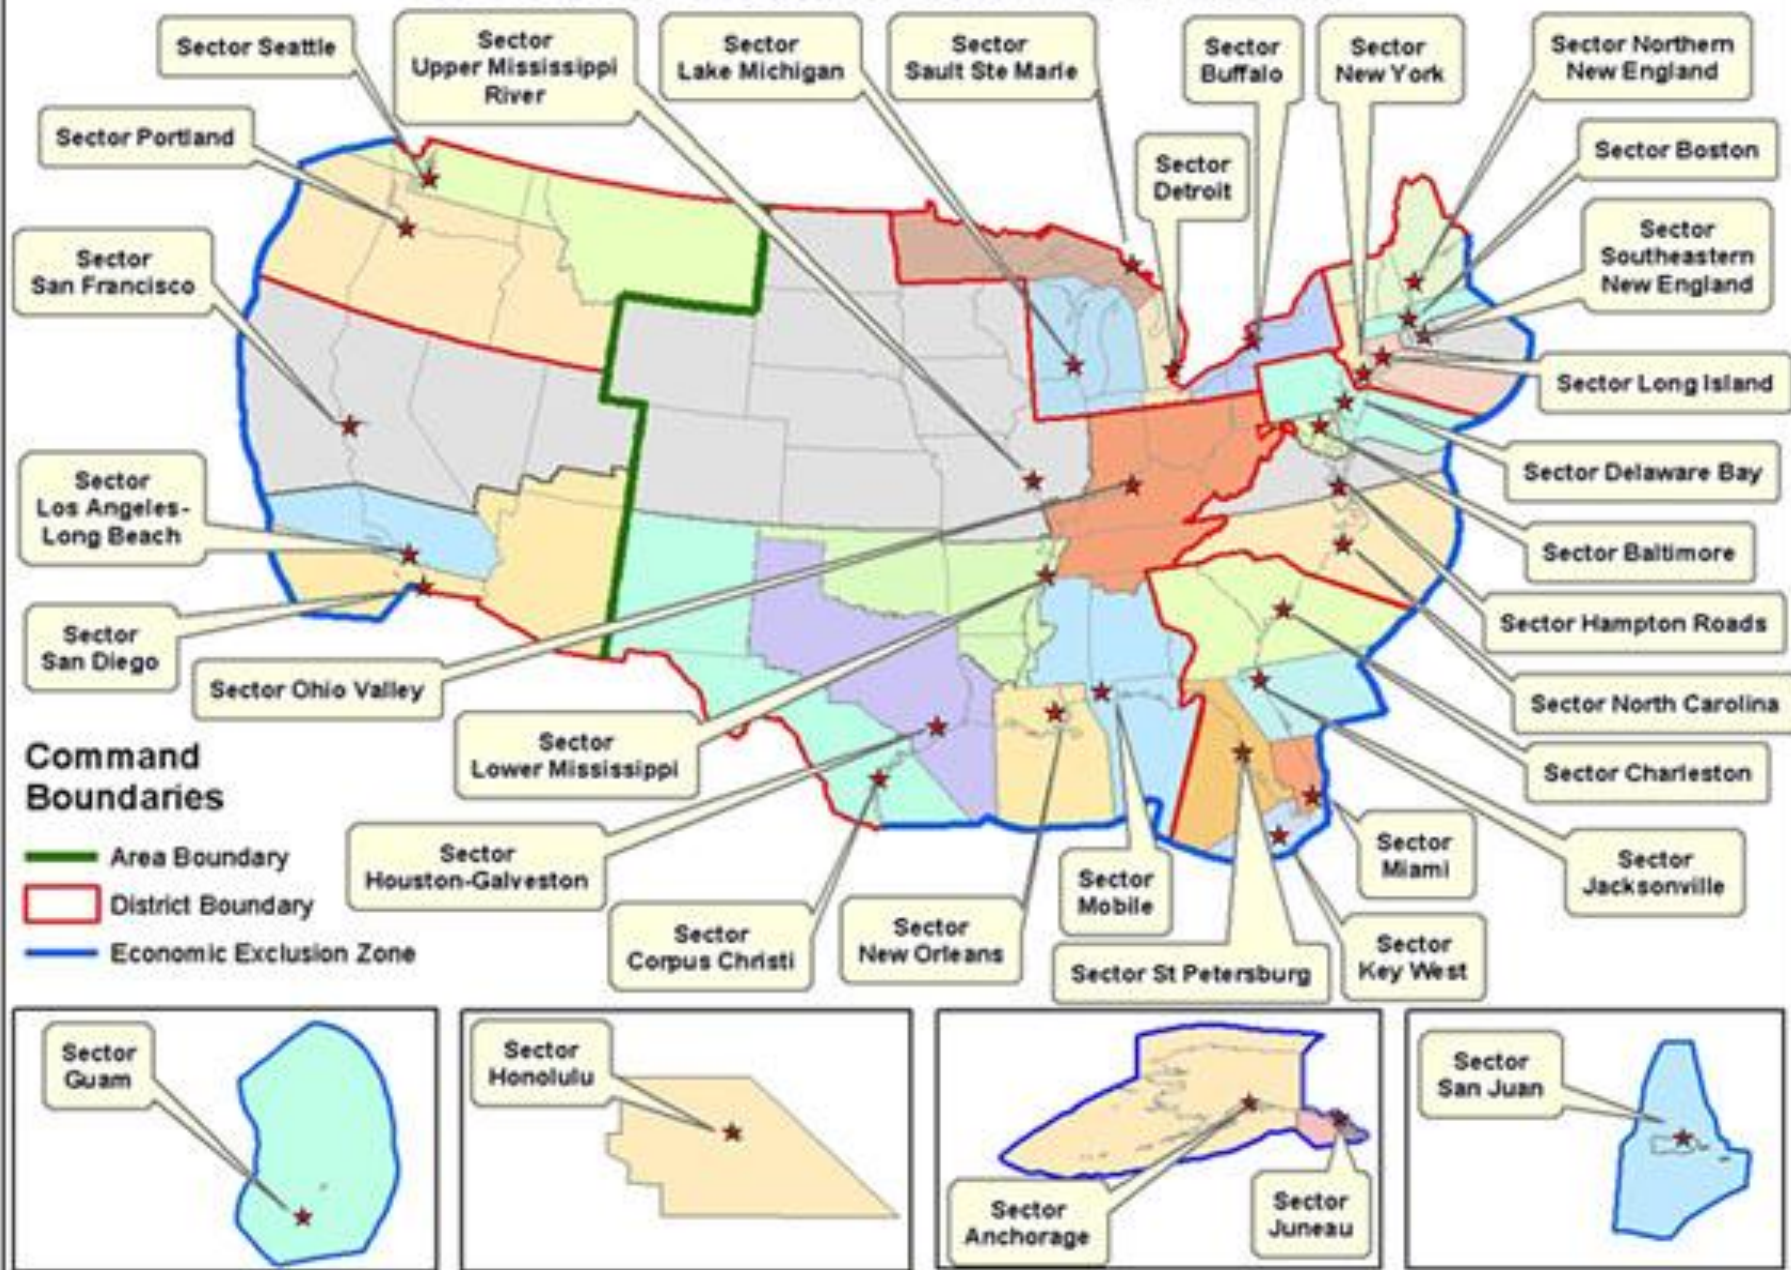 Sector Seattle
Sector
Upper Mississippi
River
Sector
Lake Michigan
Sector
Sault Ste Marie
Sector
Buffalo
Sector
New York
Sector Northern
New England
Sector Portland
Sector
Detroit
Sector Boston
Sector
San Francisco
Sector
Southeastern
New England
Sector Long Island
Sector
Los Angeles-
Long Beach
Sector Delaware Bay
Sector Baltimore
Sector
San Diego
Sector Hampton Roads
Sector Ohio Valley
Sector North Carolina
Sector
Lower Mississippi
Sector Charleston
Command
Boundaries
Area Boundary
District Boundary
Economic Exclusion Zone
Sector
Houston-Galveston
Sector
Corpus Christi
Sector
New Orleans
Sector
Mobile
Sector St Petersburg
Sector
Miami
Sector
Key West
Sector
Jacksonville
Sector
Guam
Sector
Honolulu
Sector
Anchorage
Sector
Juneau
Sector
San Juan